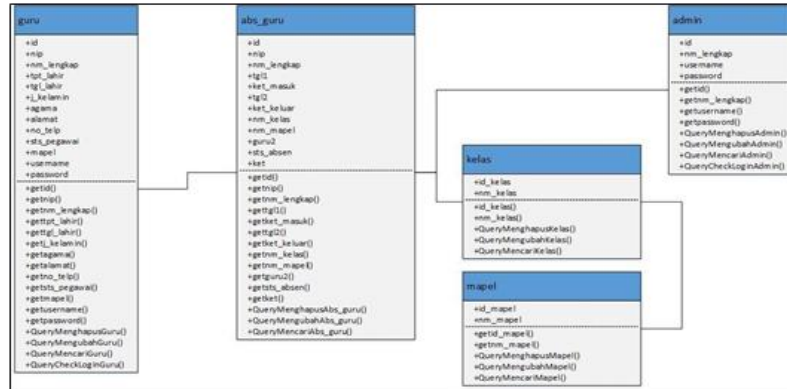 guru
+id
+nip
+nm_lengkap
+tpt_lahir
+tgl_lahir
+j_kelamin
+agama
+alamat
+no_telp
+sts_pegawai
+mapel
+username
+password
+getid()
+getnip()
+getnm_lengkap()
+gettpt_lahir()
+gettgl_lahir()
+getj_kelamin()
+getagama()
+getalamat()
+getno_telp()
+getsts_pegawai()
+getmapel()
+getusername()
+getpassword()
+QueryMenghapusGuru()
+QueryMengubahGuru()
+QueryMencariGuru()
+QueryCheckLoginGuru()
abs_guru
+id
+nip
+nm_lengkap
+tgl1
+ket_masuk
+tgl2
+ket_keluar
+nm_kelas
+nm_mapel
+guru2
+sts_absen
+ket
+getid()
+getnip()
+getnm_lengkap()
+gettgl1()
+getket_masuk()
+gettgl2()
+getket_keluar()
+getnm_kelas()
+getnm_mapel()
+getguru2()
+getsts_absen()
+getket()
+QueryMenghapusAbs_guru()
+QueryMengubahAbs_guru()
+QueryMencariAbs_guru()
admin
+id
+nm_lengkap
+username
+password
+getid()
+getnm_lengkap()
+getusername()
+getpassword()
+QueryMenghapusAdmin()
+QueryMengubahAdmin()
+QueryMencariAdmin()
+QueryCheckLoginAdmin()
kelas
+id_kelas
+nm_kelas
+id_kelas()
+nm_kelas()
+QueryMenghapusKelas()
+QueryMengubahKelas()
+QueryMencariKelas()
mapel
+id_mapel
+nm_mapel
+getid_mapel()
+getnm_mapel()
+QueryMenghapusMapel()
+QueryMengubahMapel()
+QueryMencariMapel()